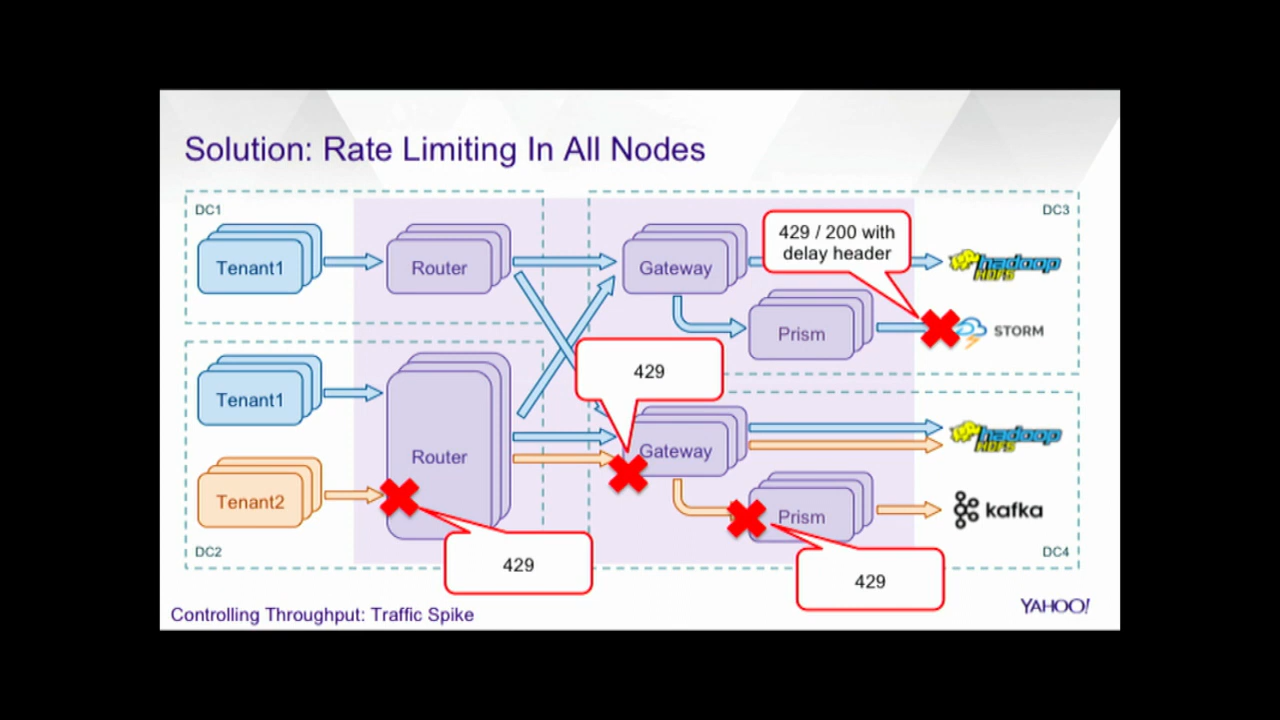 Solution: Rate Limiting In All Nodes
DC1
DC3
Tenant1
Router
Gateway
429 / 200 with
delay header
hadoop
HDFS
Prism
STORM
429
Tenant1
Router
Gateway
hadoop
HDFS
Tenant2
Prism
kafka
DC2
DC4
429
429
Controlling Throughput: Traffic Spike
YAHOO!